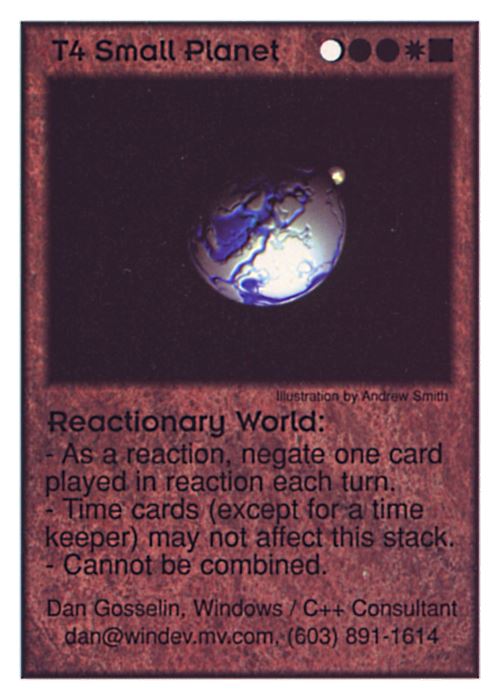 T4 Small Planet
Illustration by Andrew Smith
Reactionary World:
- As a reaction, negate one card
played in reaction each turn.
- Time cards (except for a time
keeper) may not affect this stack.
- Cannot be combined.
Dan Gosselin, Windows / C++ Consultant
dan@windev.mv.com, (603) 891-1614